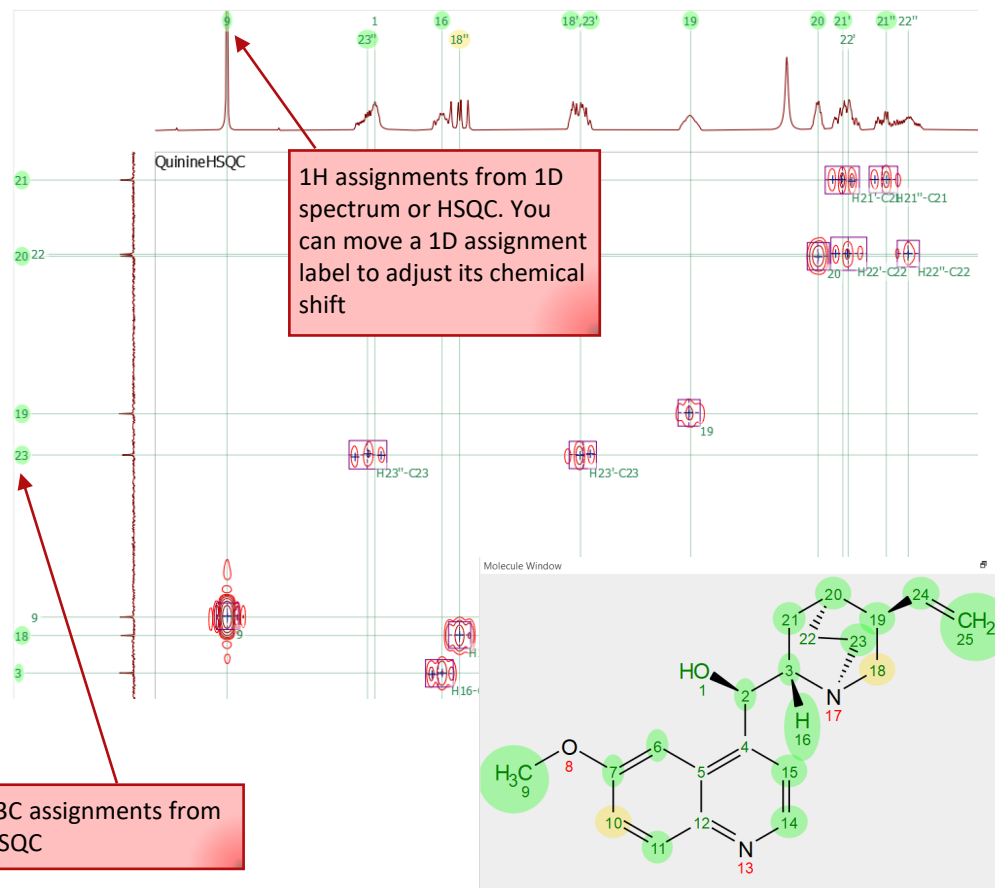 9 1 16 18',23' 19 20 21' 21" 22"
23" 18" 22'
QuinineHSQC
21
1H assignments from 1D
spectrum or HSQC. You
can move a 1D assignment
label to adjust its chemical
shift
H21'-C21 H21"-C21
20 22
20 H22'-C22 H22"-C22
19
19
23
H23"-C23 H23'-C23
9
9
18
3
H16-
Molecule Window
20 24
21 19 CH2
22 23 25
HO 3 18
1 2 N
H 17
16
O 6 4
8
H3C 7 5 15
9
10 12 14
11 N
13
3C assignments from
SQC